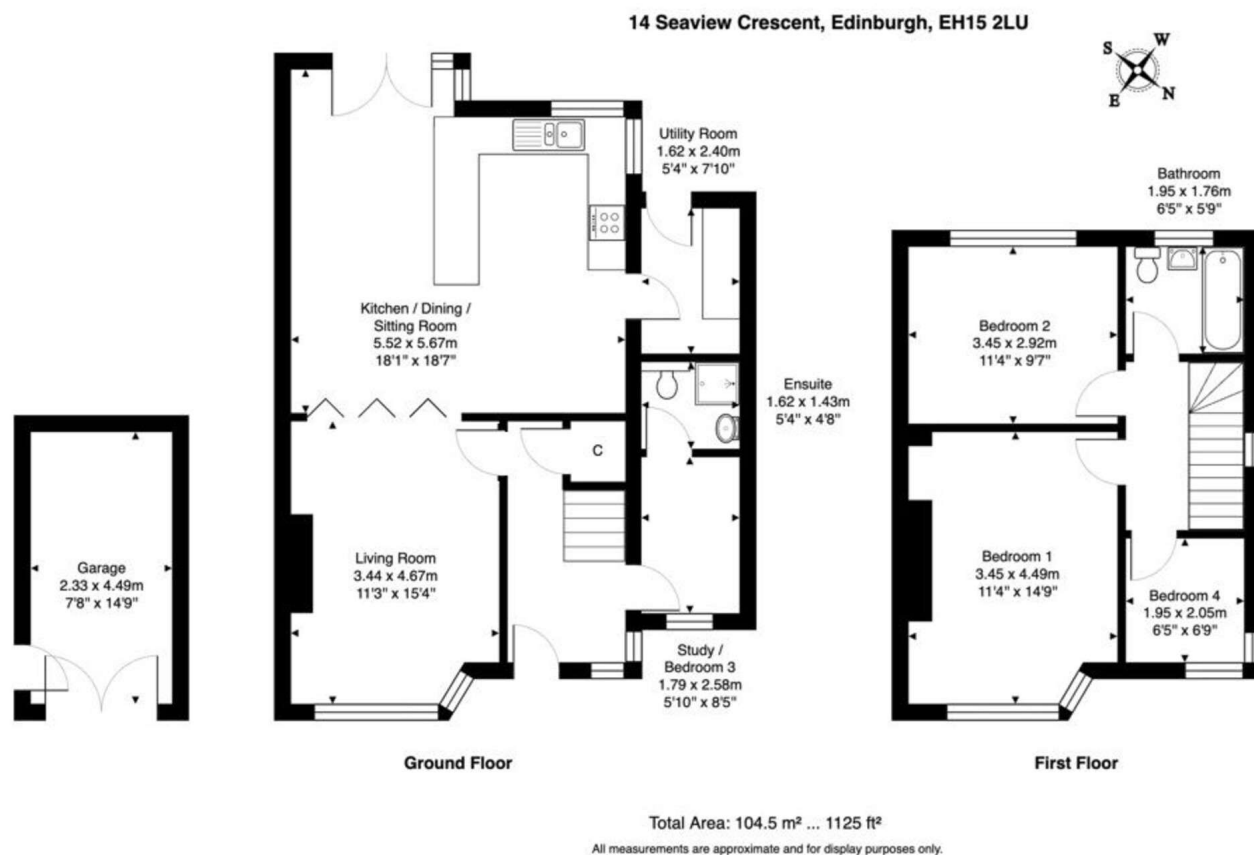 14 Seaview Crescent, Edinburgh, EH15 2LU
S
W
E
N
Utility Room
1.62 x 2.40m
5'4" x 7'10"
Bathroom
1.95 x 1.76m
6'5" x 5'9"
Kitchen / Dining /
Sitting Room
5.52 x 5.67m
18'1" x 18'7"
Bedroom 2
3.45 x 2.92m
11'4" x 9'7"
Ensuite
1.62 x 1.43m
5'4" x 4'8"
C
Garage
2.33 x 4.49m
7'8" x 14'9"
Living Room
3.44 x 4.67m
11'3" x 15'4"
Bedroom 1
3.45 x 4.49m
11'4" x 14'9"
Bedroom 4
1.95 x 2.05m
6'5" x 6'9"
Study /
Bedroom 3
1.79 x 2.58m
5'10" x 8'5"
Ground Floor
First Floor
Total Area: 104.5 m² ... 1125 ft²
All measurements are approximate and for display purposes only.